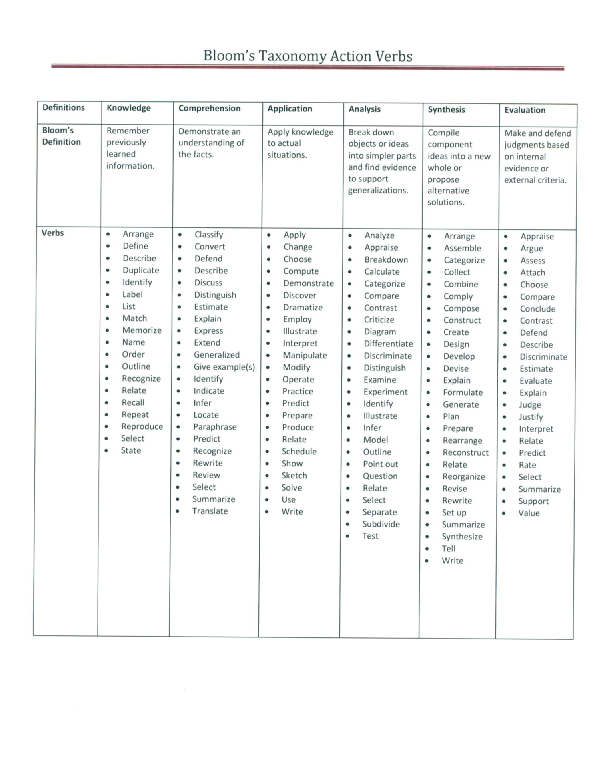 Bloom's Taxonomy Action Verbs
Definitions
Knowledge
Comprehension
Application
Analysis
Synthesis
Evaluation
Bloom's
Definition
Remember
previously
learned
information.
Demonstrate an
understanding of
the facts.
Apply knowledge
to actual
situations.
Break down
objects or ideas
into simpler parts
and find evidence
to support
generalizations.
Compile
component
ideas into a new
whole or
propose
alternative
solutions.
Make and defend
judgments based
on internal
evidence or
external criteria.
Verbs
• Arrange
• Define
• Describe
• Duplicate
• Identify
• Label
• List
• Match
• Memorize
• Name
• Order
• Outline
• Recognize
• Relate
• Recall
• Repeat
• Reproduce
• Select
• State
• Classify
• Convert
• Defend
• Describe
• Discuss
• Distinguish
• Estimate
• Explain
• Express
• Extend
• Generalized
• Give example(s)
• Identify
• Indicate
• Infer
• Locate
• Paraphrase
• Predict
• Recognize
• Rewrite
• Review
• Select
• Summarize
• Translate
• Apply
• Change
• Choose
• Compute
• Demonstrate
• Discover
• Dramatize
• Employ
• Illustrate
• Interpret
• Manipulate
• Modify
• Operate
• Practice
• Predict
• Prepare
• Produce
• Relate
• Schedule
• Show
• Sketch
• Solve
• Use
• Write
• Analyze
• Appraise
• Breakdown
• Calculate
• Categorize
• Compare
• Contrast
• Criticize
• Diagram
• Differentiate
• Discriminate
• Distinguish
• Examine
• Experiment
• Identify
• Illustrate
• Infer
• Model
• Outline
• Point out
• Question
• Relate
• Select
• Separate
• Subdivide
• Test
• Arrange
• Assemble
• Categorize
• Collect
• Combine
• Comply
• Compose
• Construct
• Create
• Design
• Develop
• Devise
• Explain
• Formulate
• Generate
• Plan
• Prepare
• Rearrange
• Reconstruct
• Relate
• Reorganize
• Revise
• Rewrite
• Set up
• Summarize
• Synthesize
• Tell
• Write
• Appraise
• Argue
• Assess
• Attach
• Choose
• Compare
• Conclude
• Contrast
• Defend
• Describe
• Discriminate
• Estimate
• Evaluate
• Explain
• Judge
• Justify
• Interpret
• Relate
• Predict
• Rate
• Select
• Summarize
• Support
• Value